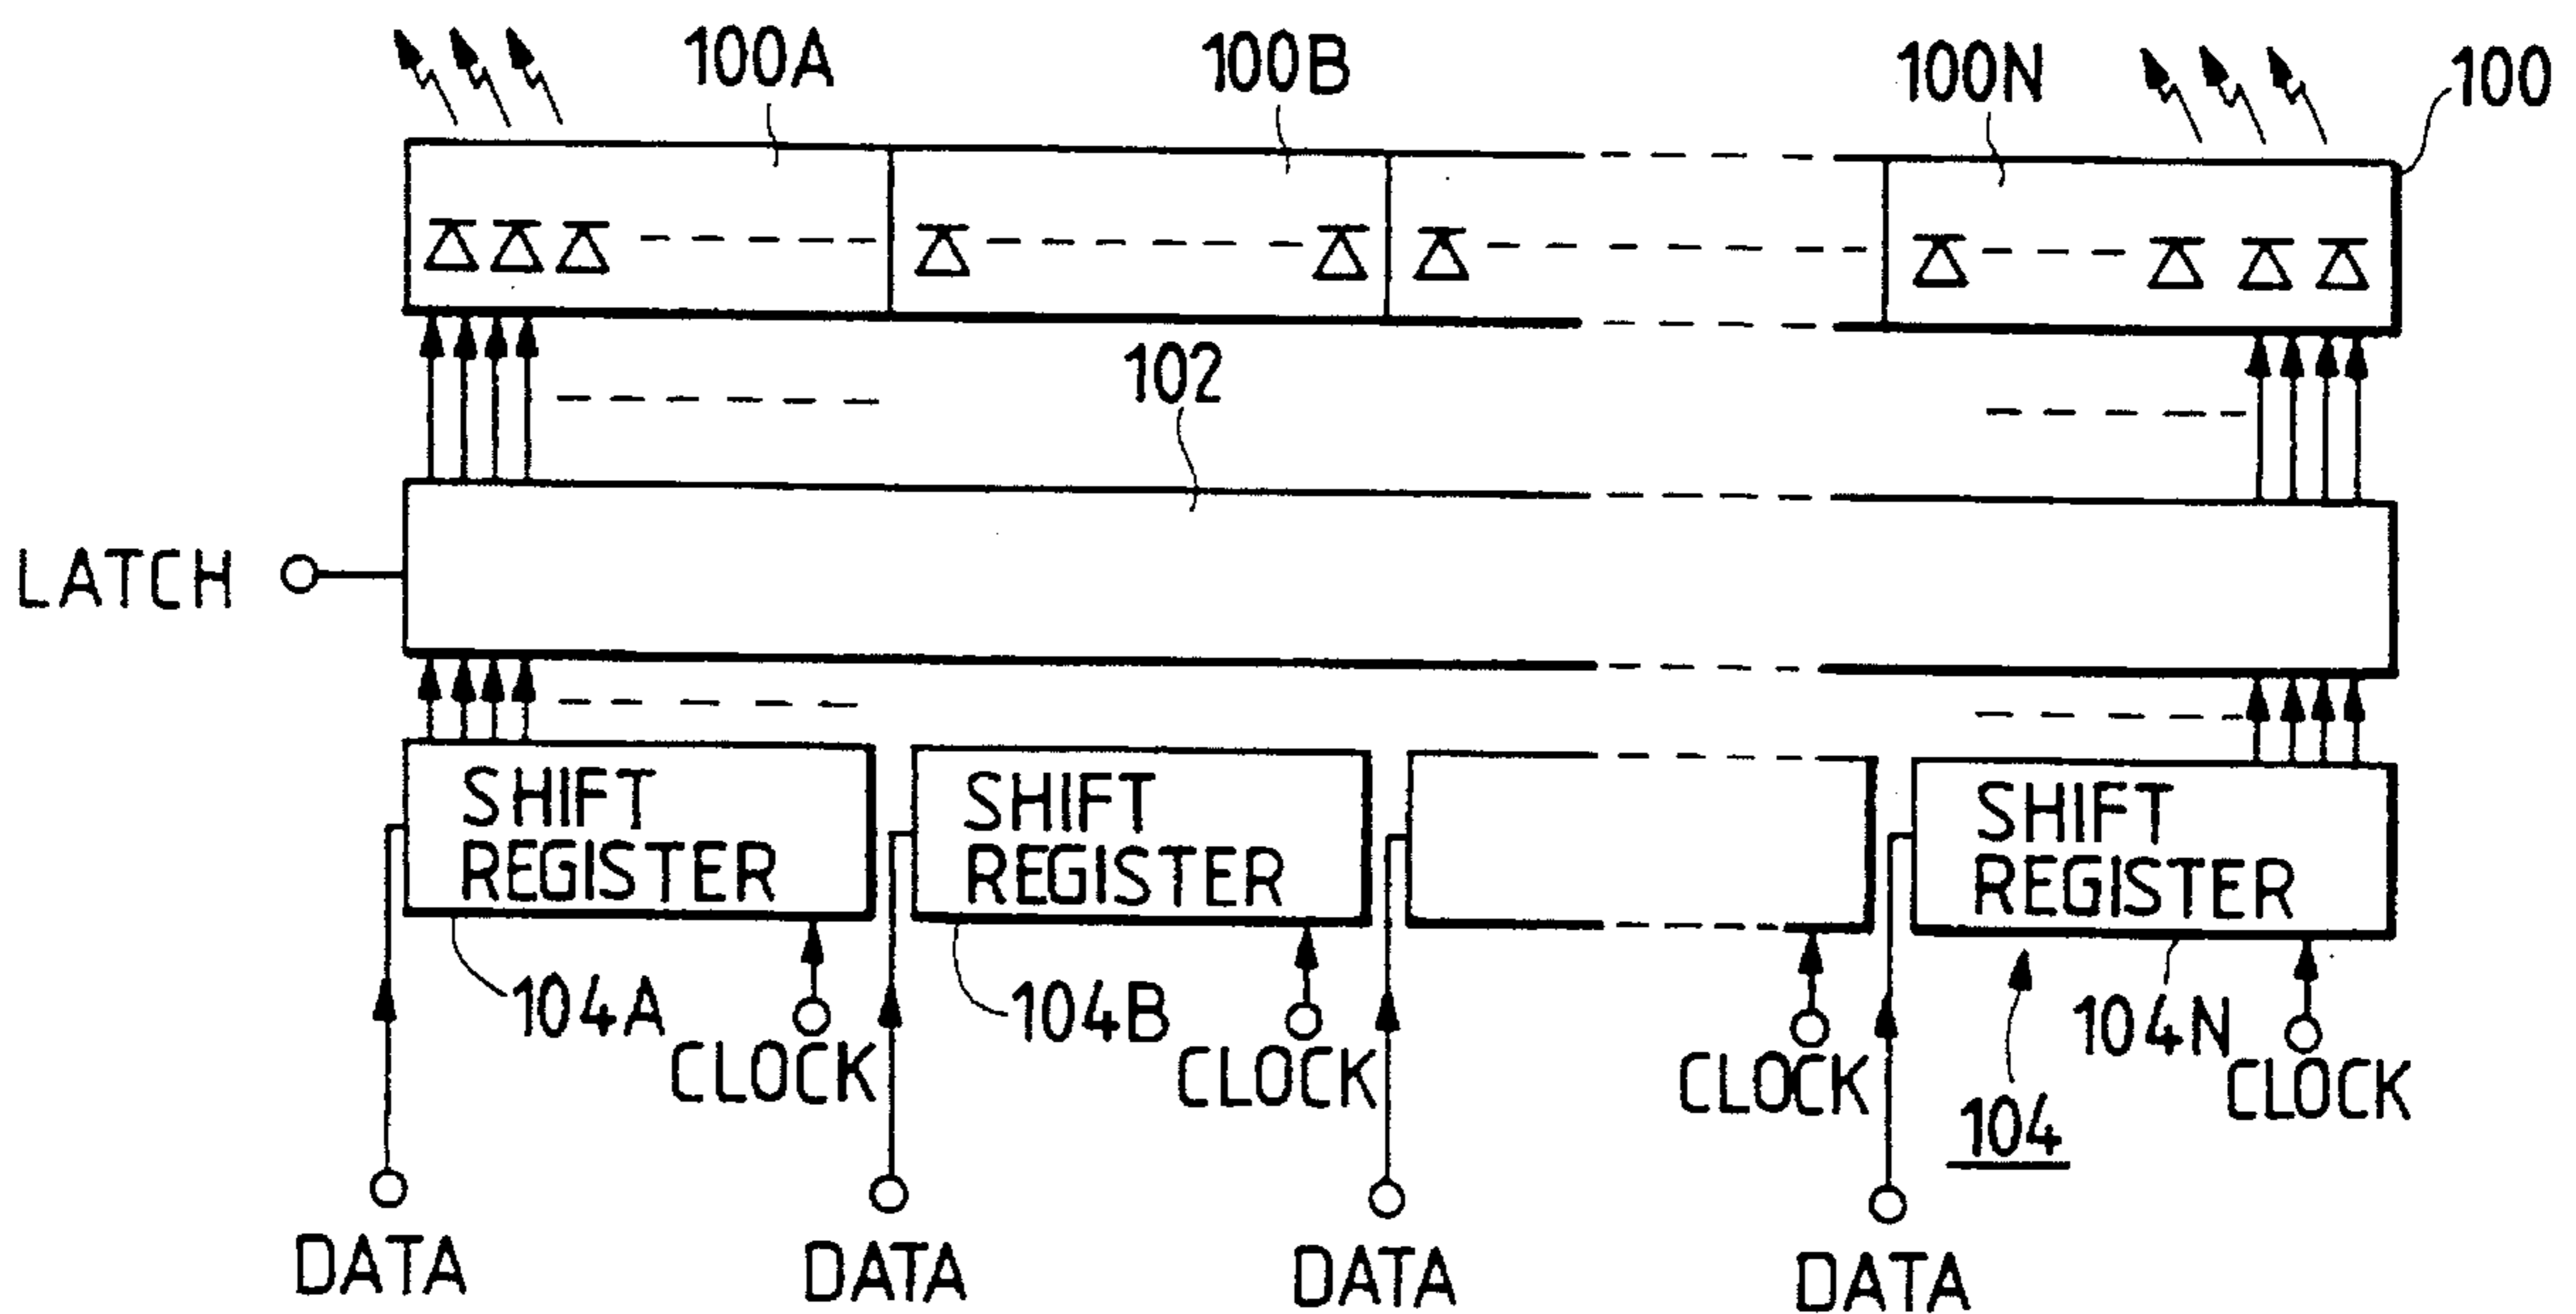 100A 100B 100N 100
102
LATCH
SHIFT REGISTER
SHIFT REGISTER
SHIFT REGISTER
104A 104B 104N
CLOCK CLOCK CLOCK CLOCK
104
DATA DATA DATA DATA